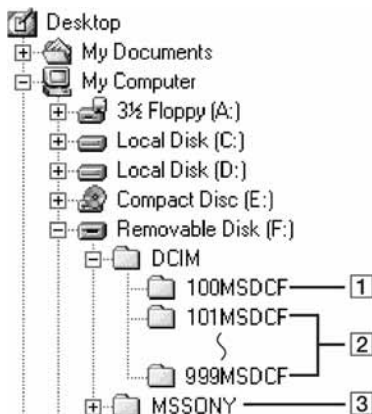 Desktop
My Documents
My Computer
3½ Floppy (A:)
Local Disk (C:)
Local Disk (D:)
Compact Disc (E:)
Removable Disk (F:)
DCIM
100MSDCF 1
101MSDCF
2
999MSDCF
MSSONY 3